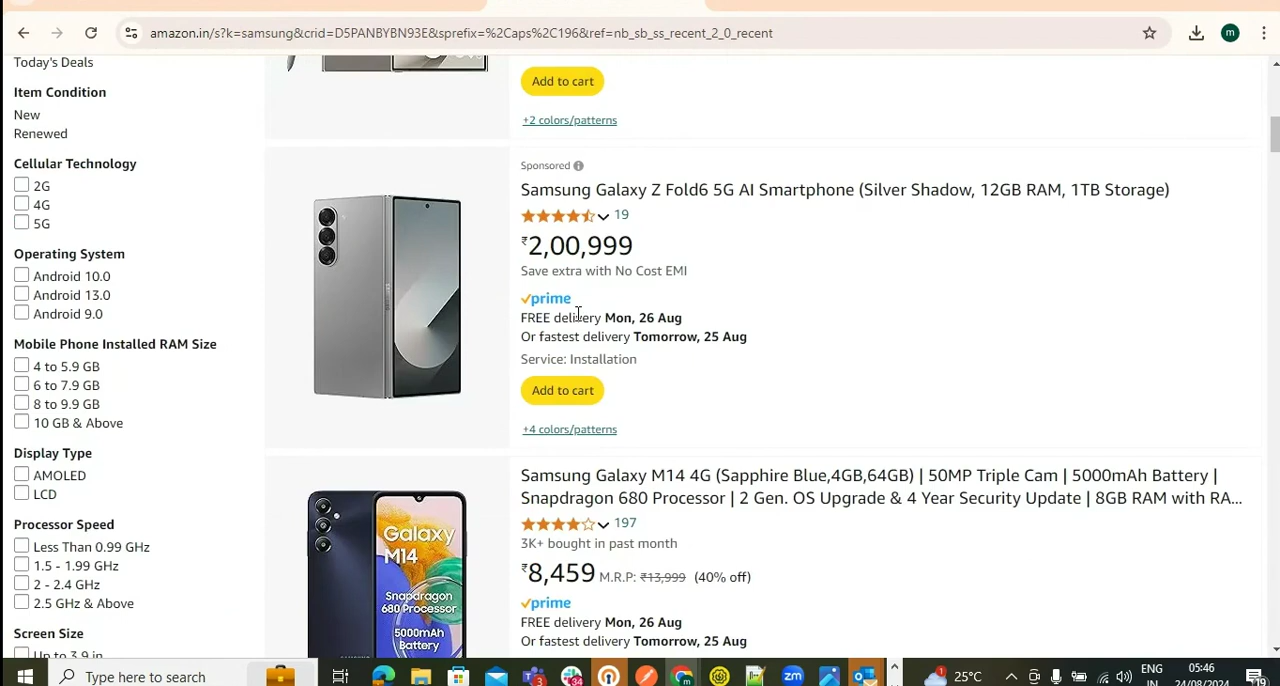 amazon.in/s?k=samsung&crid=D5PANBYBN93E&sprefix=%2Caps%2C196&ref=nb_sb_ss_recent_2_0_recent
m
Today's Deals
Item Condition
New
Renewed
Cellular Technology
2G
4G
5G
Operating System
Android 10.0
Android 13.0
Android 9.0
Mobile Phone Installed RAM Size
4 to 5.9 GB
6 to 7.9 GB
8 to 9.9 GB
10 GB & Above
Display Type
AMOLED
LCD
Processor Speed
Less Than 0.99 GHz
1.5 - 1.99 GHz
2 - 2.4 GHz
2.5 GHz & Above
Screen Size
Up to 3.9 in
Add to cart
+2 colors/patterns
Sponsored
Samsung Galaxy Z Fold6 5G AI Smartphone (Silver Shadow, 12GB RAM, 1TB Storage)
19
₹2,00,999
Save extra with No Cost EMI
prime
FREE delivery Mon, 26 Aug
Or fastest delivery Tomorrow, 25 Aug
Service: Installation
Add to cart
+4 colors/patterns
Galaxy
M14
Snapdragon
680 Processor
5000mAh
Battery
Samsung Galaxy M14 4G (Sapphire Blue,4GB,64GB) | 50MP Triple Cam | 5000mAh Battery |
Snapdragon 680 Processor | 2 Gen. OS Upgrade & 4 Year Security Update | 8GB RAM with RA...
197
3K+ bought in past month
₹8,459 M.R.P: ₹13,999 (40% off)
prime
FREE delivery Mon, 26 Aug
Or fastest delivery Tomorrow, 25 Aug
Type here to search
zm
25°C
ENG
IN
05:46
24/08/2024